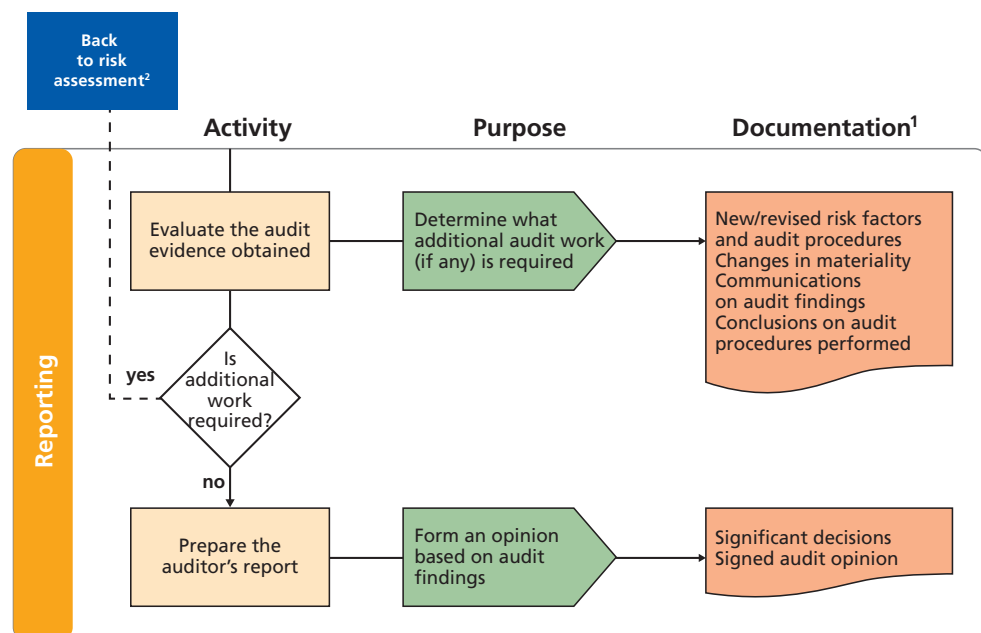 Back
to risk
assessment²
Activity
Purpose
Documentation¹
Reporting
Evaluate the audit
evidence obtained
Determine what
additional audit work
(if any) is required
New/revised risk factors
and audit procedures
Changes in materiality
Communications
on audit findings
Conclusions on audit
procedures performed
Is
additional
work
required?
yes
no
Prepare the
auditor’s report
Form an opinion
based on audit
findings
Significant decisions
Signed audit opinion